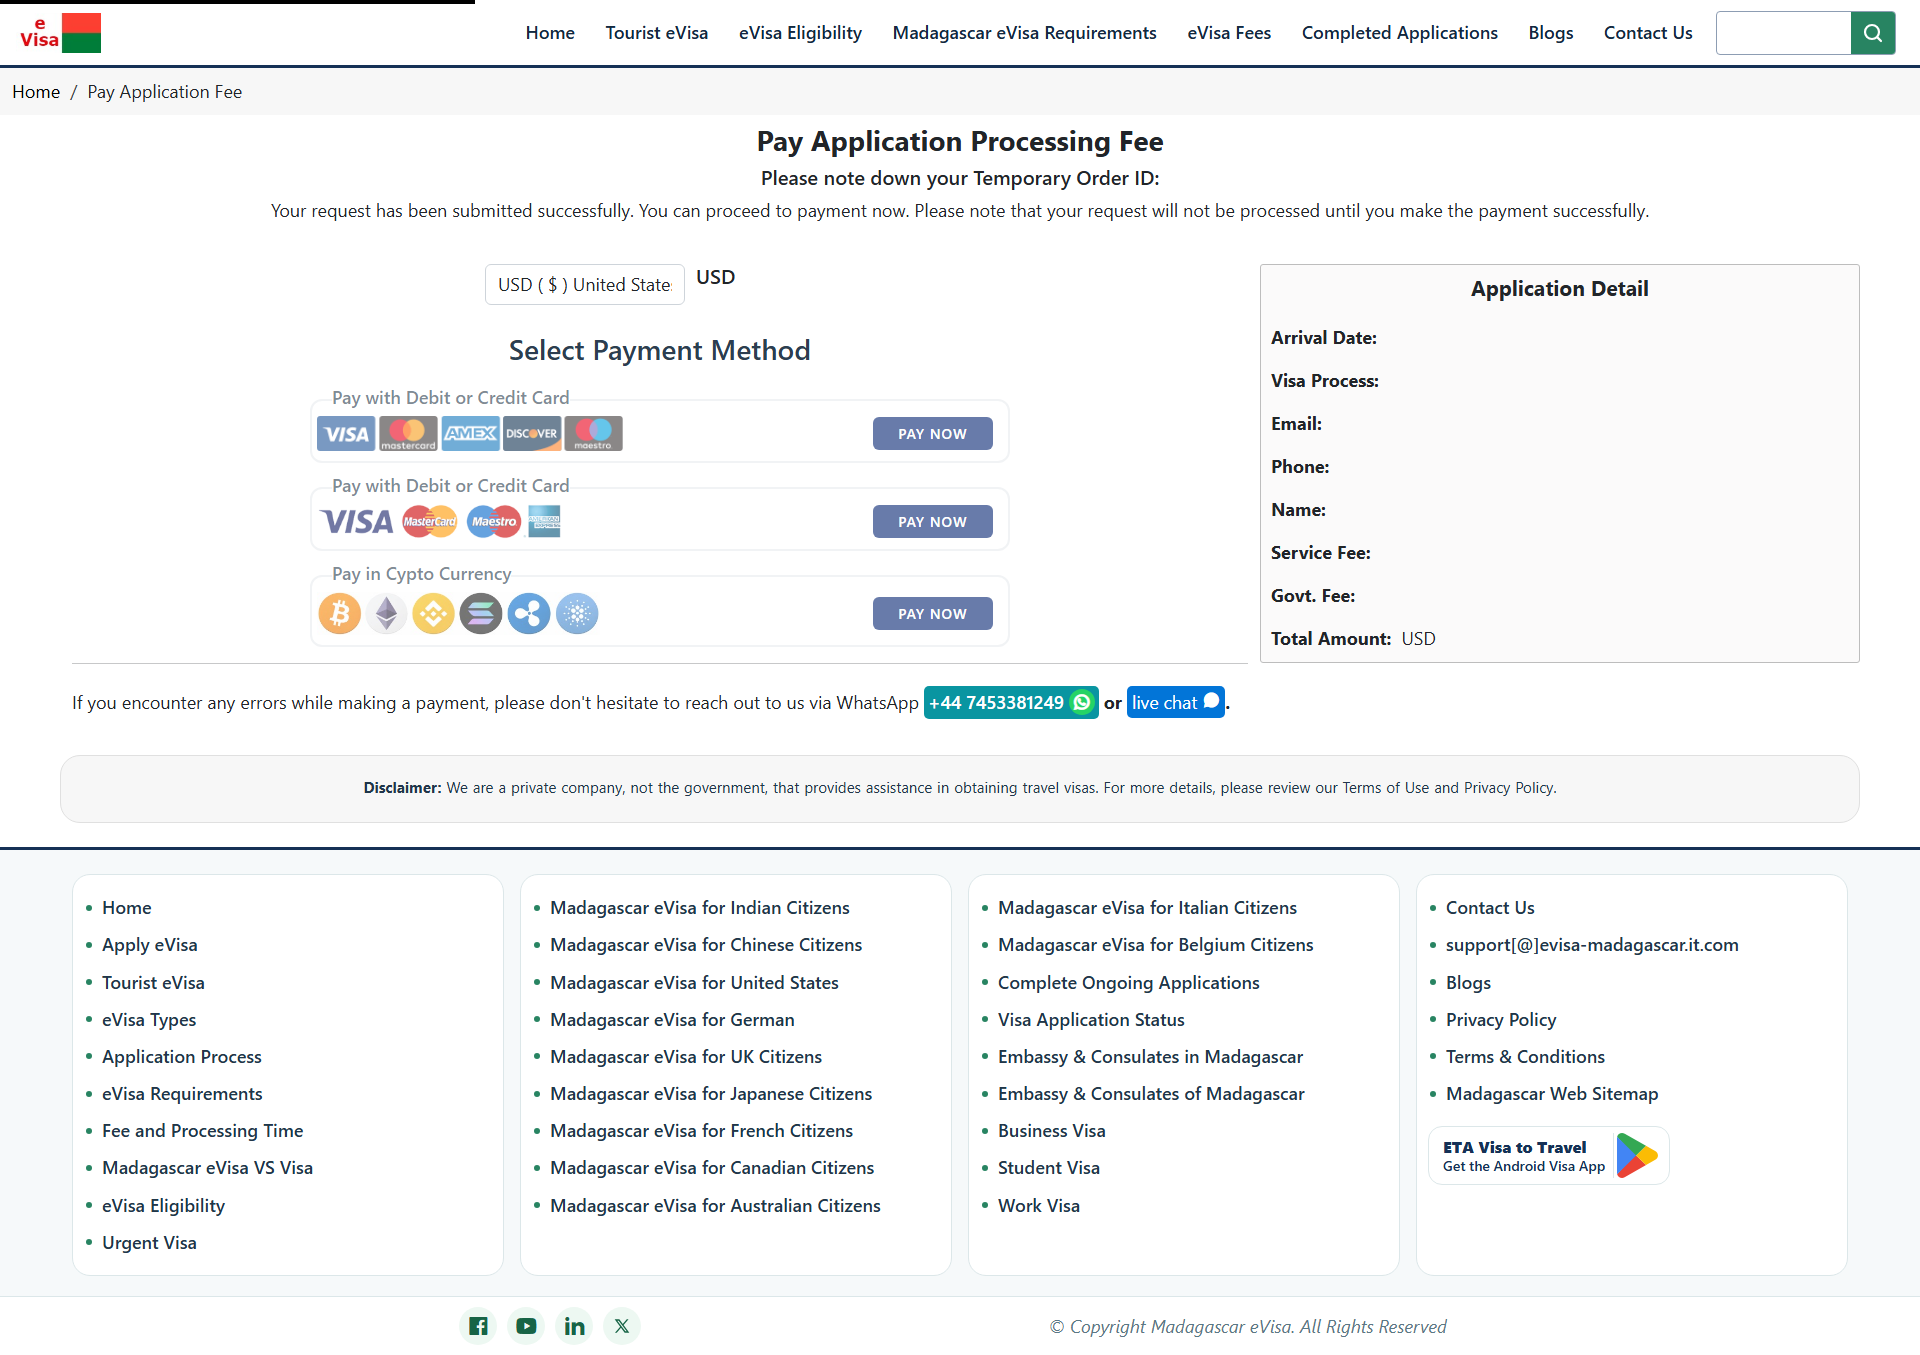 e
Visa
Home
Tourist eVisa
eVisa Eligibility
Madagascar eVisa Requirements
eVisa Fees
Completed Applications
Blogs
Contact Us
Home / Pay Application Fee
Pay Application Processing Fee
Please note down your Temporary Order ID:
Your request has been submitted successfully. You can proceed to payment now. Please note that your request will not be processed until you make the payment successfully.
USD ( $ ) United State
USD
Select Payment Method
Pay with Debit or Credit Card
VISA mastercard AMEX DISCOVER maestro
PAY NOW
Pay with Debit or Credit Card
VISA MasterCard Maestro
PAY NOW
Pay in Cypto Currency
PAY NOW
Application Detail
Arrival Date:
Visa Process:
Email:
Phone:
Name:
Service Fee:
Govt. Fee:
Total Amount: USD
If you encounter any errors while making a payment, please don't hesitate to reach out to us via WhatsApp +44 7453381249 or live chat .
Disclaimer: We are a private company, not the government, that provides assistance in obtaining travel visas. For more details, please review our Terms of Use and Privacy Policy.
Home
Apply eVisa
Tourist eVisa
eVisa Types
Application Process
eVisa Requirements
Fee and Processing Time
Madagascar eVisa VS Visa
eVisa Eligibility
Urgent Visa
Madagascar eVisa for Indian Citizens
Madagascar eVisa for Chinese Citizens
Madagascar eVisa for United States
Madagascar eVisa for German
Madagascar eVisa for UK Citizens
Madagascar eVisa for Japanese Citizens
Madagascar eVisa for French Citizens
Madagascar eVisa for Canadian Citizens
Madagascar eVisa for Australian Citizens
Madagascar eVisa for Italian Citizens
Madagascar eVisa for Belgium Citizens
Complete Ongoing Applications
Visa Application Status
Embassy & Consulates in Madagascar
Embassy & Consulates of Madagascar
Business Visa
Student Visa
Work Visa
Contact Us
support[@]evisa-madagascar.it.com
Blogs
Privacy Policy
Terms & Conditions
Madagascar Web Sitemap
ETA Visa to Travel
Get the Android Visa App
© Copyright Madagascar eVisa. All Rights Reserved